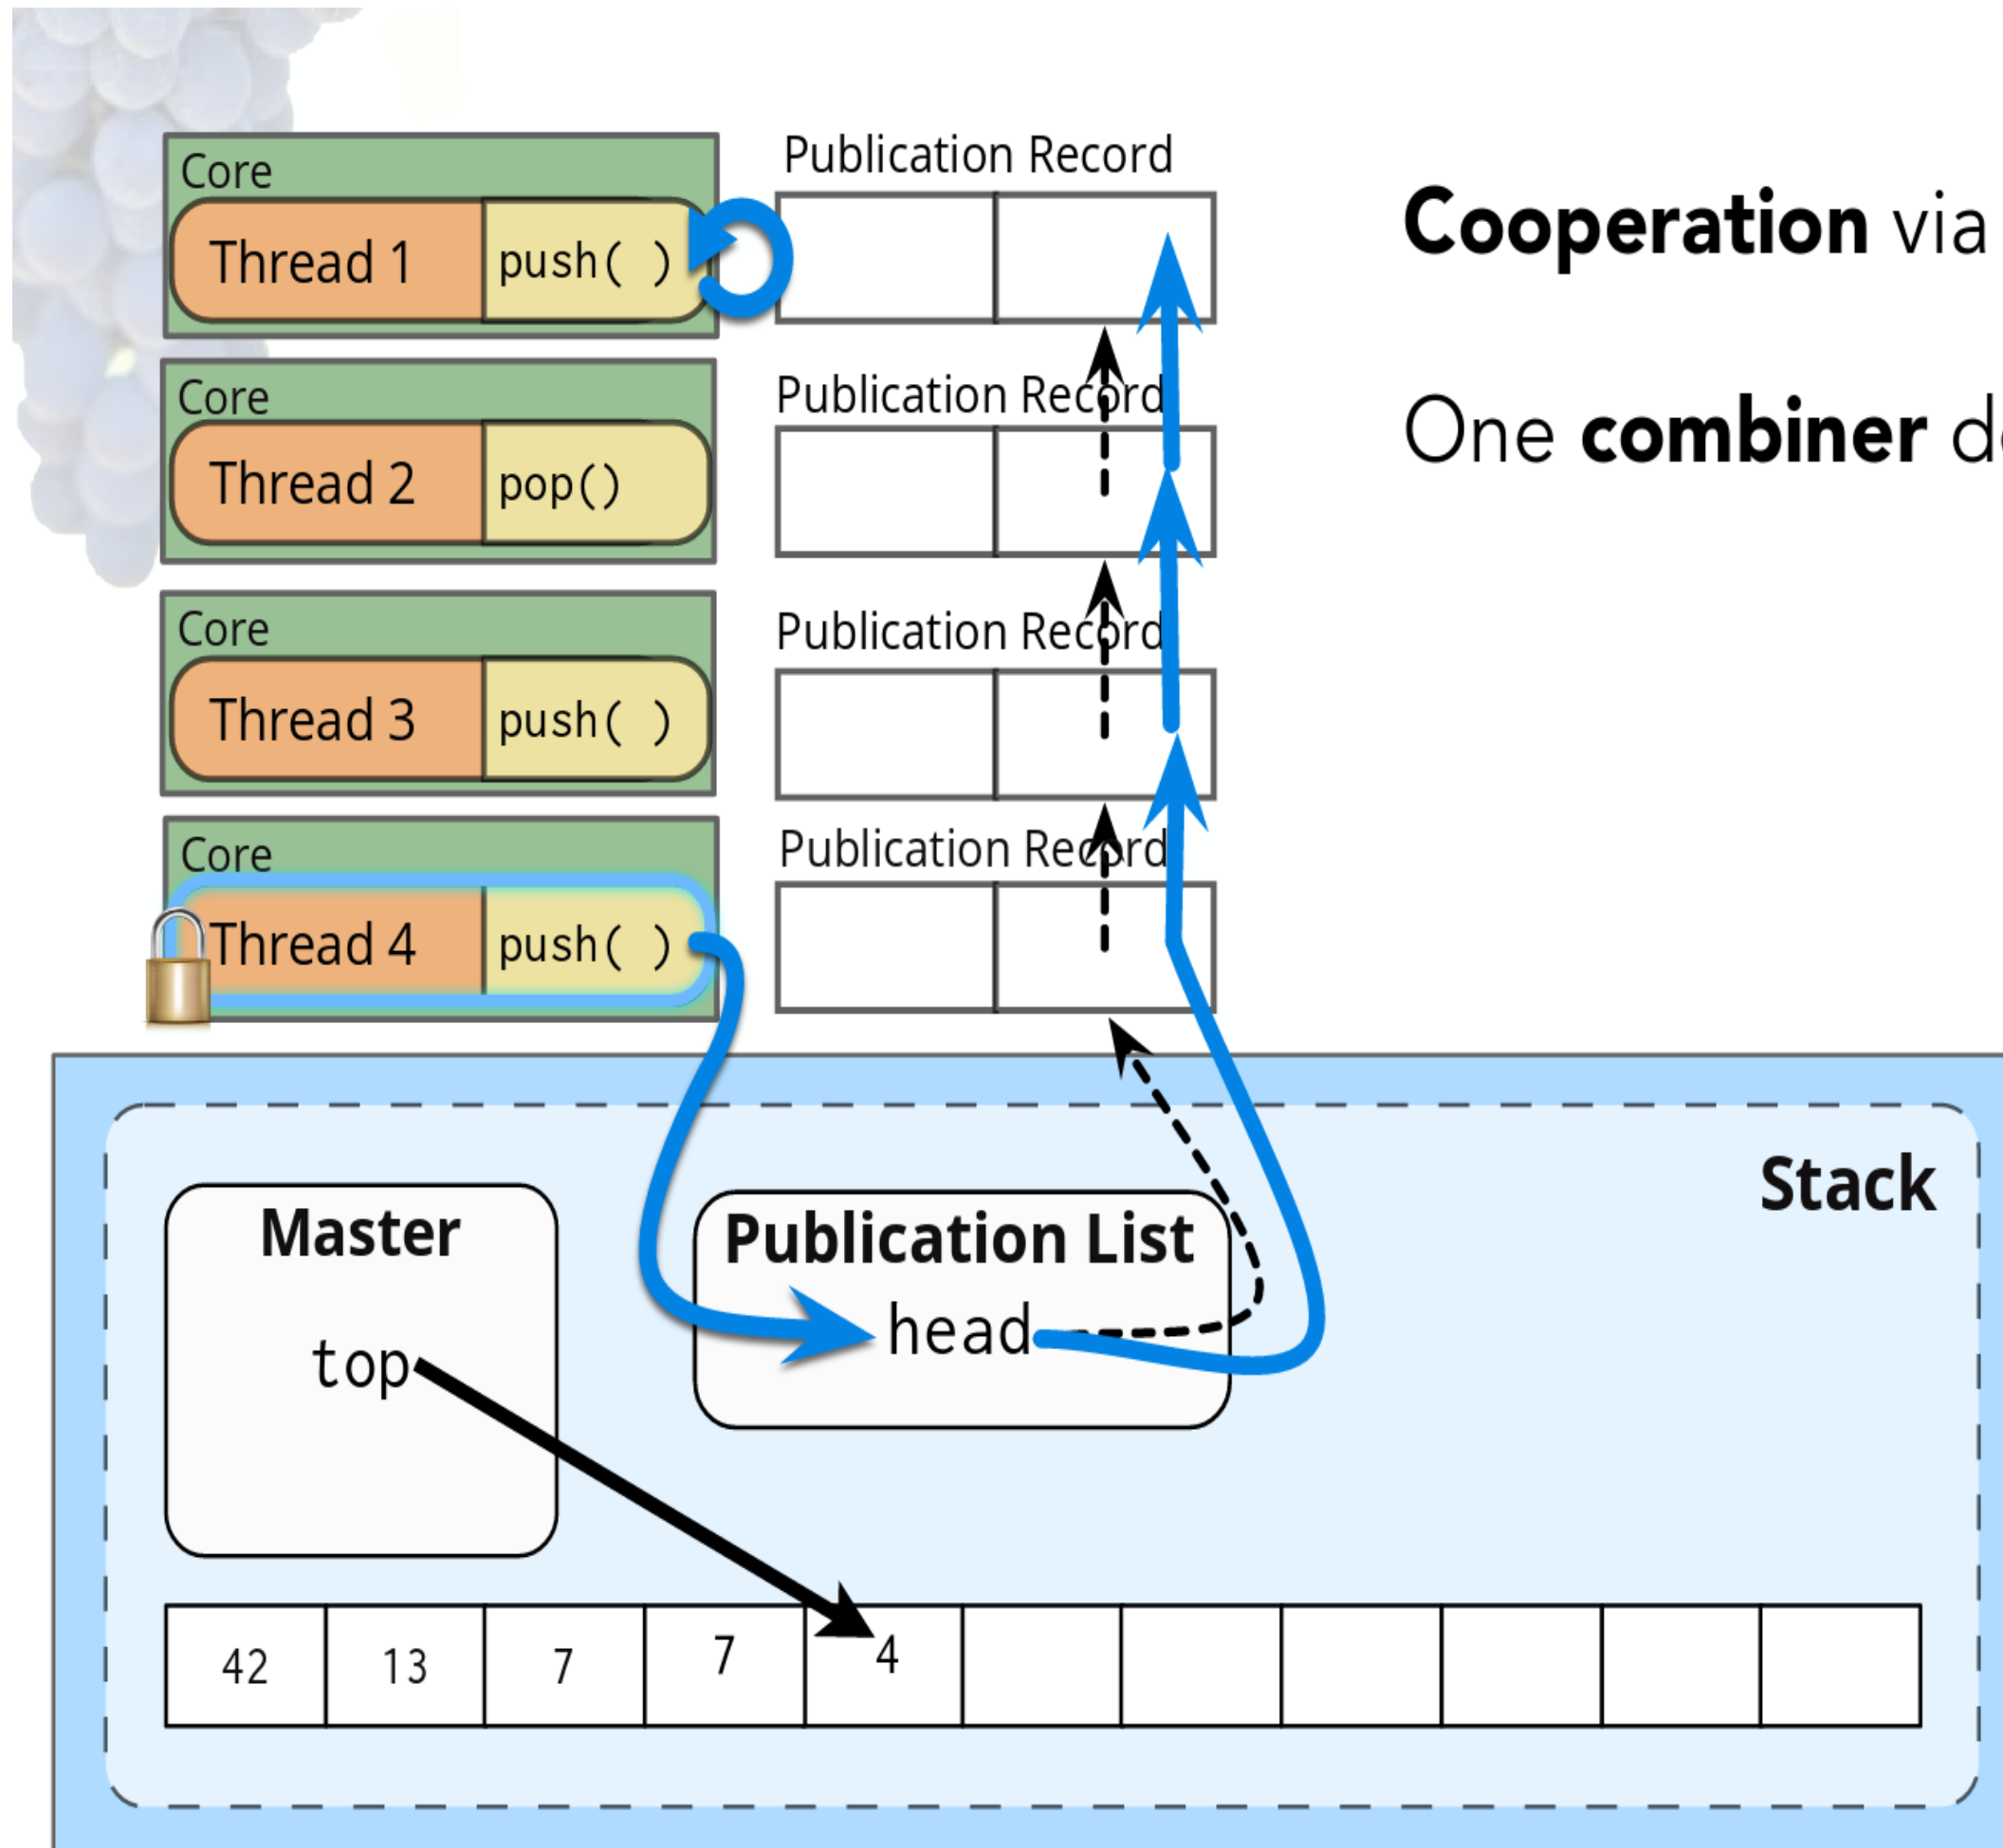 Core
Thread 1 push( )
Publication Record
Cooperation via
Core
Thread 2 pop()
Publication Record
One combiner
Core
Thread 3 push( )
Publication Record
Core
Thread 4 push( )
Publication Record
Stack
Master
top
Publication List
head
42 13 7 7 4